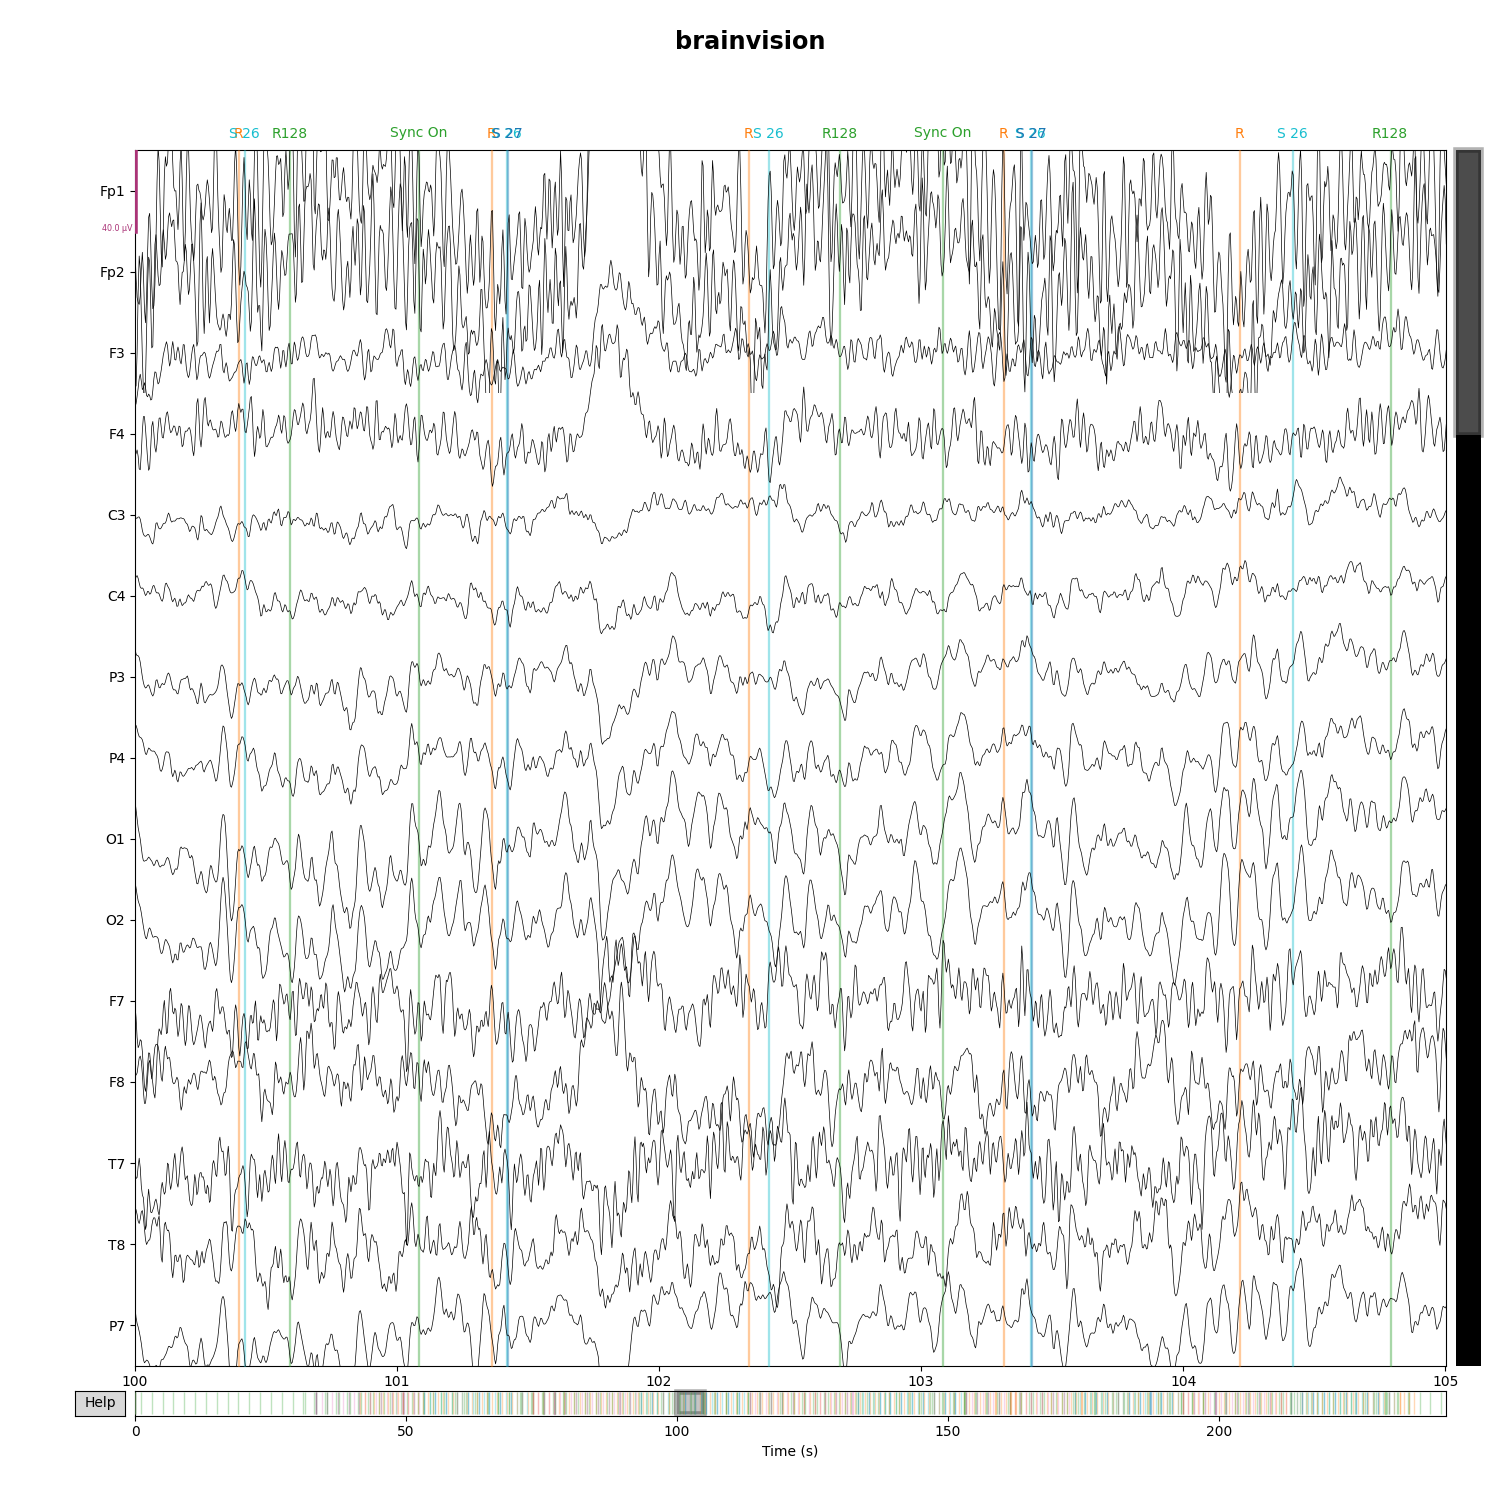 brainvision
S 26 R R128 Sync On R S 26 S 27 R S 26 R128 Sync On R S 26 S 27 R S 26 R128
Fp1
40.0 µV
Fp2
F3
F4
C3
C4
P3
P4
O1
O2
F7
F8
T7
T8
P7
100 101 102 103 104 105
Help
0 50 100 150 200
Time (s)